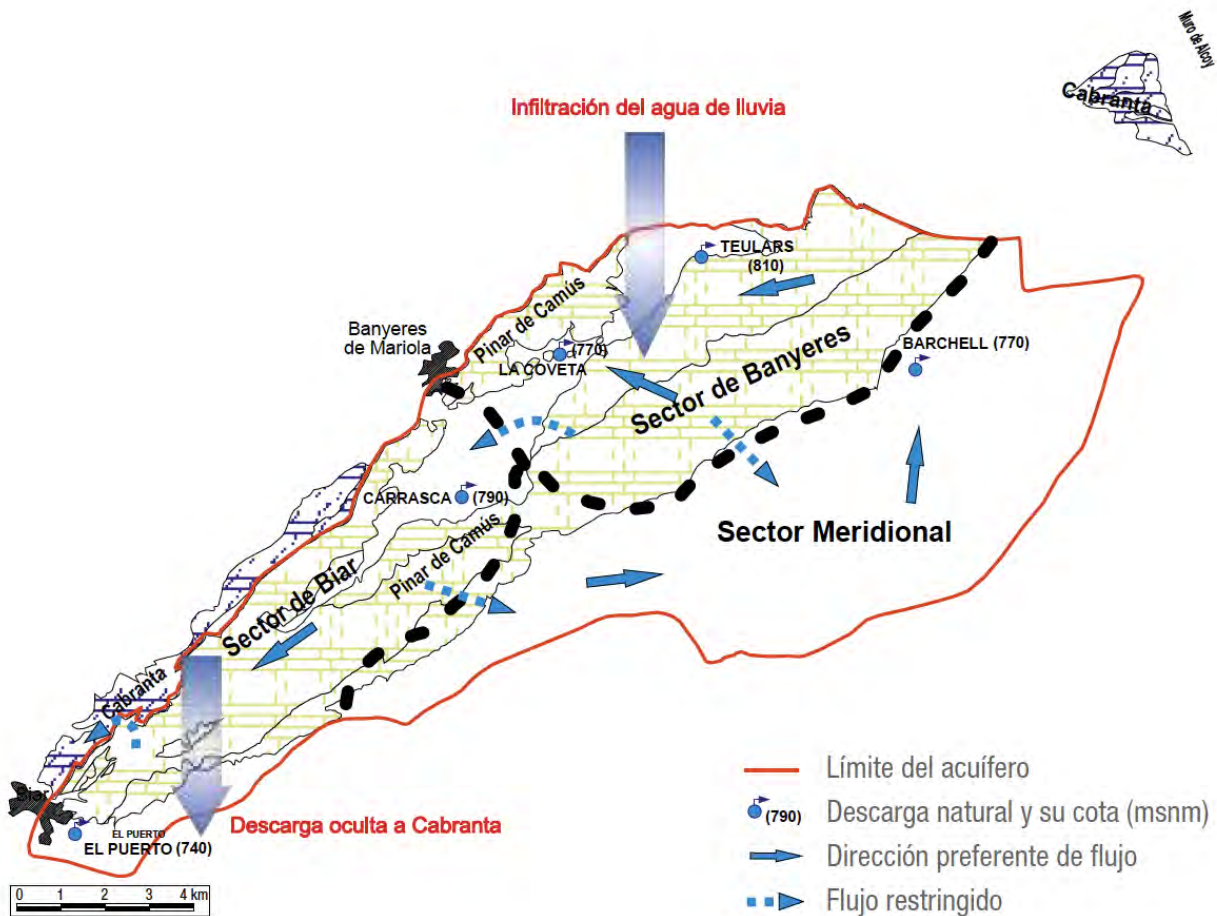 Muro de Alcoy
Cabranta
Infiltración del agua de lluvia
TEULARS
(810)
Pinar de Camús
Banyeres
de Mariola
(770)
LA COVETA
BARCHELL (770)
Sector de Banyeres
CARRASCA (790)
Pinar de Camús
Sector Meridional
Sector de Biar
Cabranta
Biar
EL PUERTO
EL PUERTO (740)
Descarga oculta a Cabranta
Límite del acuífero
(790) Descarga natural y su cota (msnm)
Dirección preferente de flujo
Flujo restringido
0 1 2 3 4 km